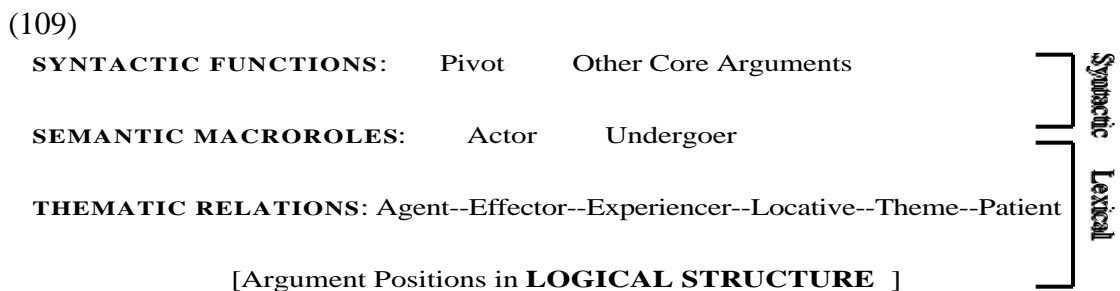 (109)
SYNTACTIC FUNCTIONS: Pivot Other Core Arguments
SEMANTIC MACROROLES: Actor Undergoer
THEMATIC RELATIONS: Agent--Effector--Experiencer--Locative--Theme--Patient
[Argument Positions in LOGICAL STRUCTURE ]
Syntactic
Lexical